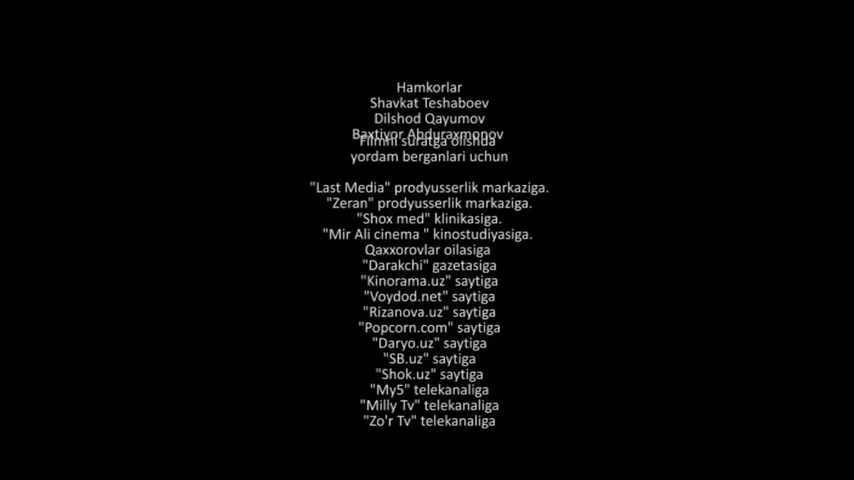 Hamkorlar
Shavkat Teshaboev
Dilshod Qayumov
Baxtiyor Abduraxmonov
Filmni suratga olishda
yordam berganlari uchun
"Last Media" prodyusserlik markaziga.
"Zeran" prodyusserlik markaziga.
"Shox med" klinikasiga.
"Mir Ali cinema " kinostudiyasiga.
Qaxxorovlar oilasiga
"Darakchi" gazetasiga
"Kinorama.uz" saytiga
"Voydod.net" saytiga
"Rizanova.uz" saytiga
"Popcorn.com" saytiga
"Daryo.uz" saytiga
"SB.uz" saytiga
"Shok.uz" saytiga
"My5" telekanaliga
"Milly Tv" telekanaliga
"Zo'r Tv" telekanaliga